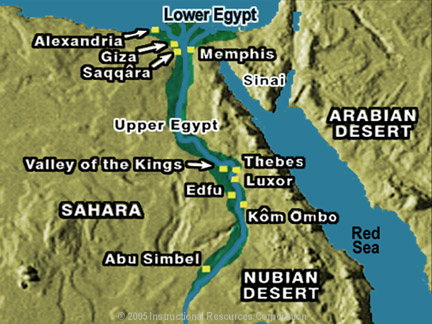 Lower Egypt
Alexandria
Giza
Saqqâra
Memphis
Sinai
Upper Egypt
ARABIAN
DESERT
Valley of the Kings
Thebes
Luxor
Edfu
Kôm Ombo
SAHARA
Red
Sea
Abu Simbel
NUBIAN
DESERT
© 2005 Instructional Resources Corporation